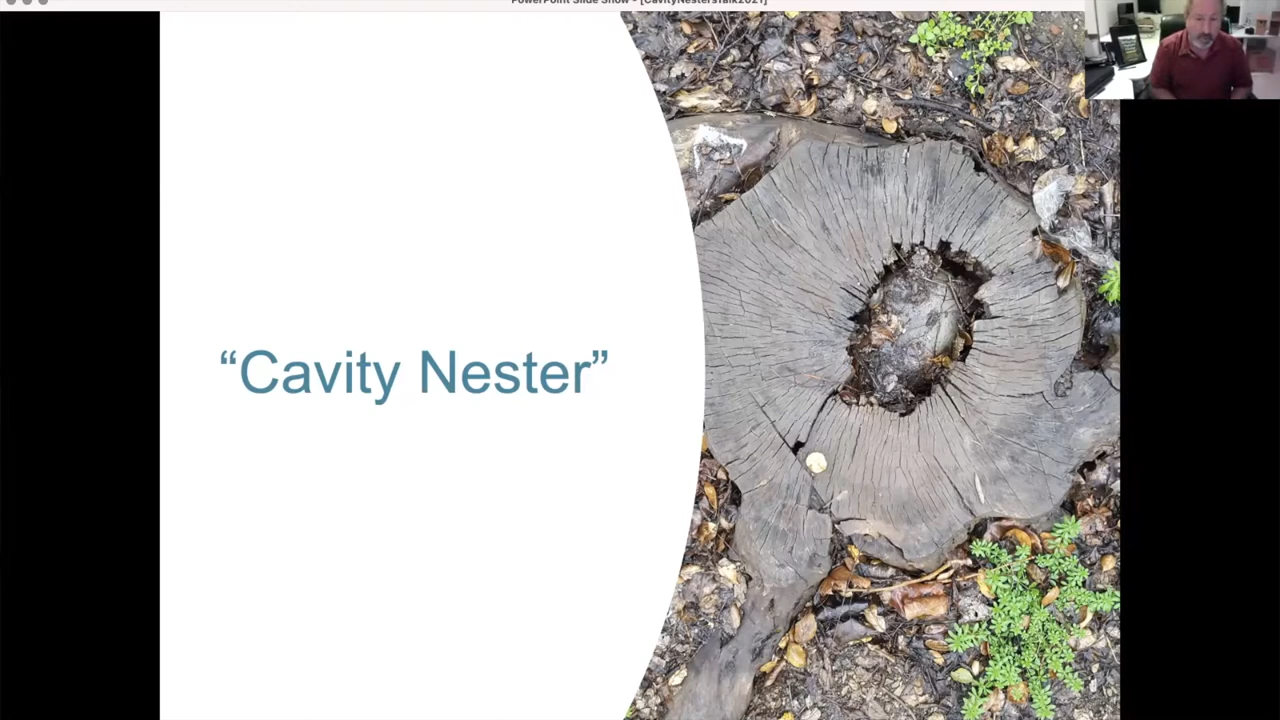 PowerPoint Slide Show - [CavityNestersTalk2021]
“Cavity Nester”